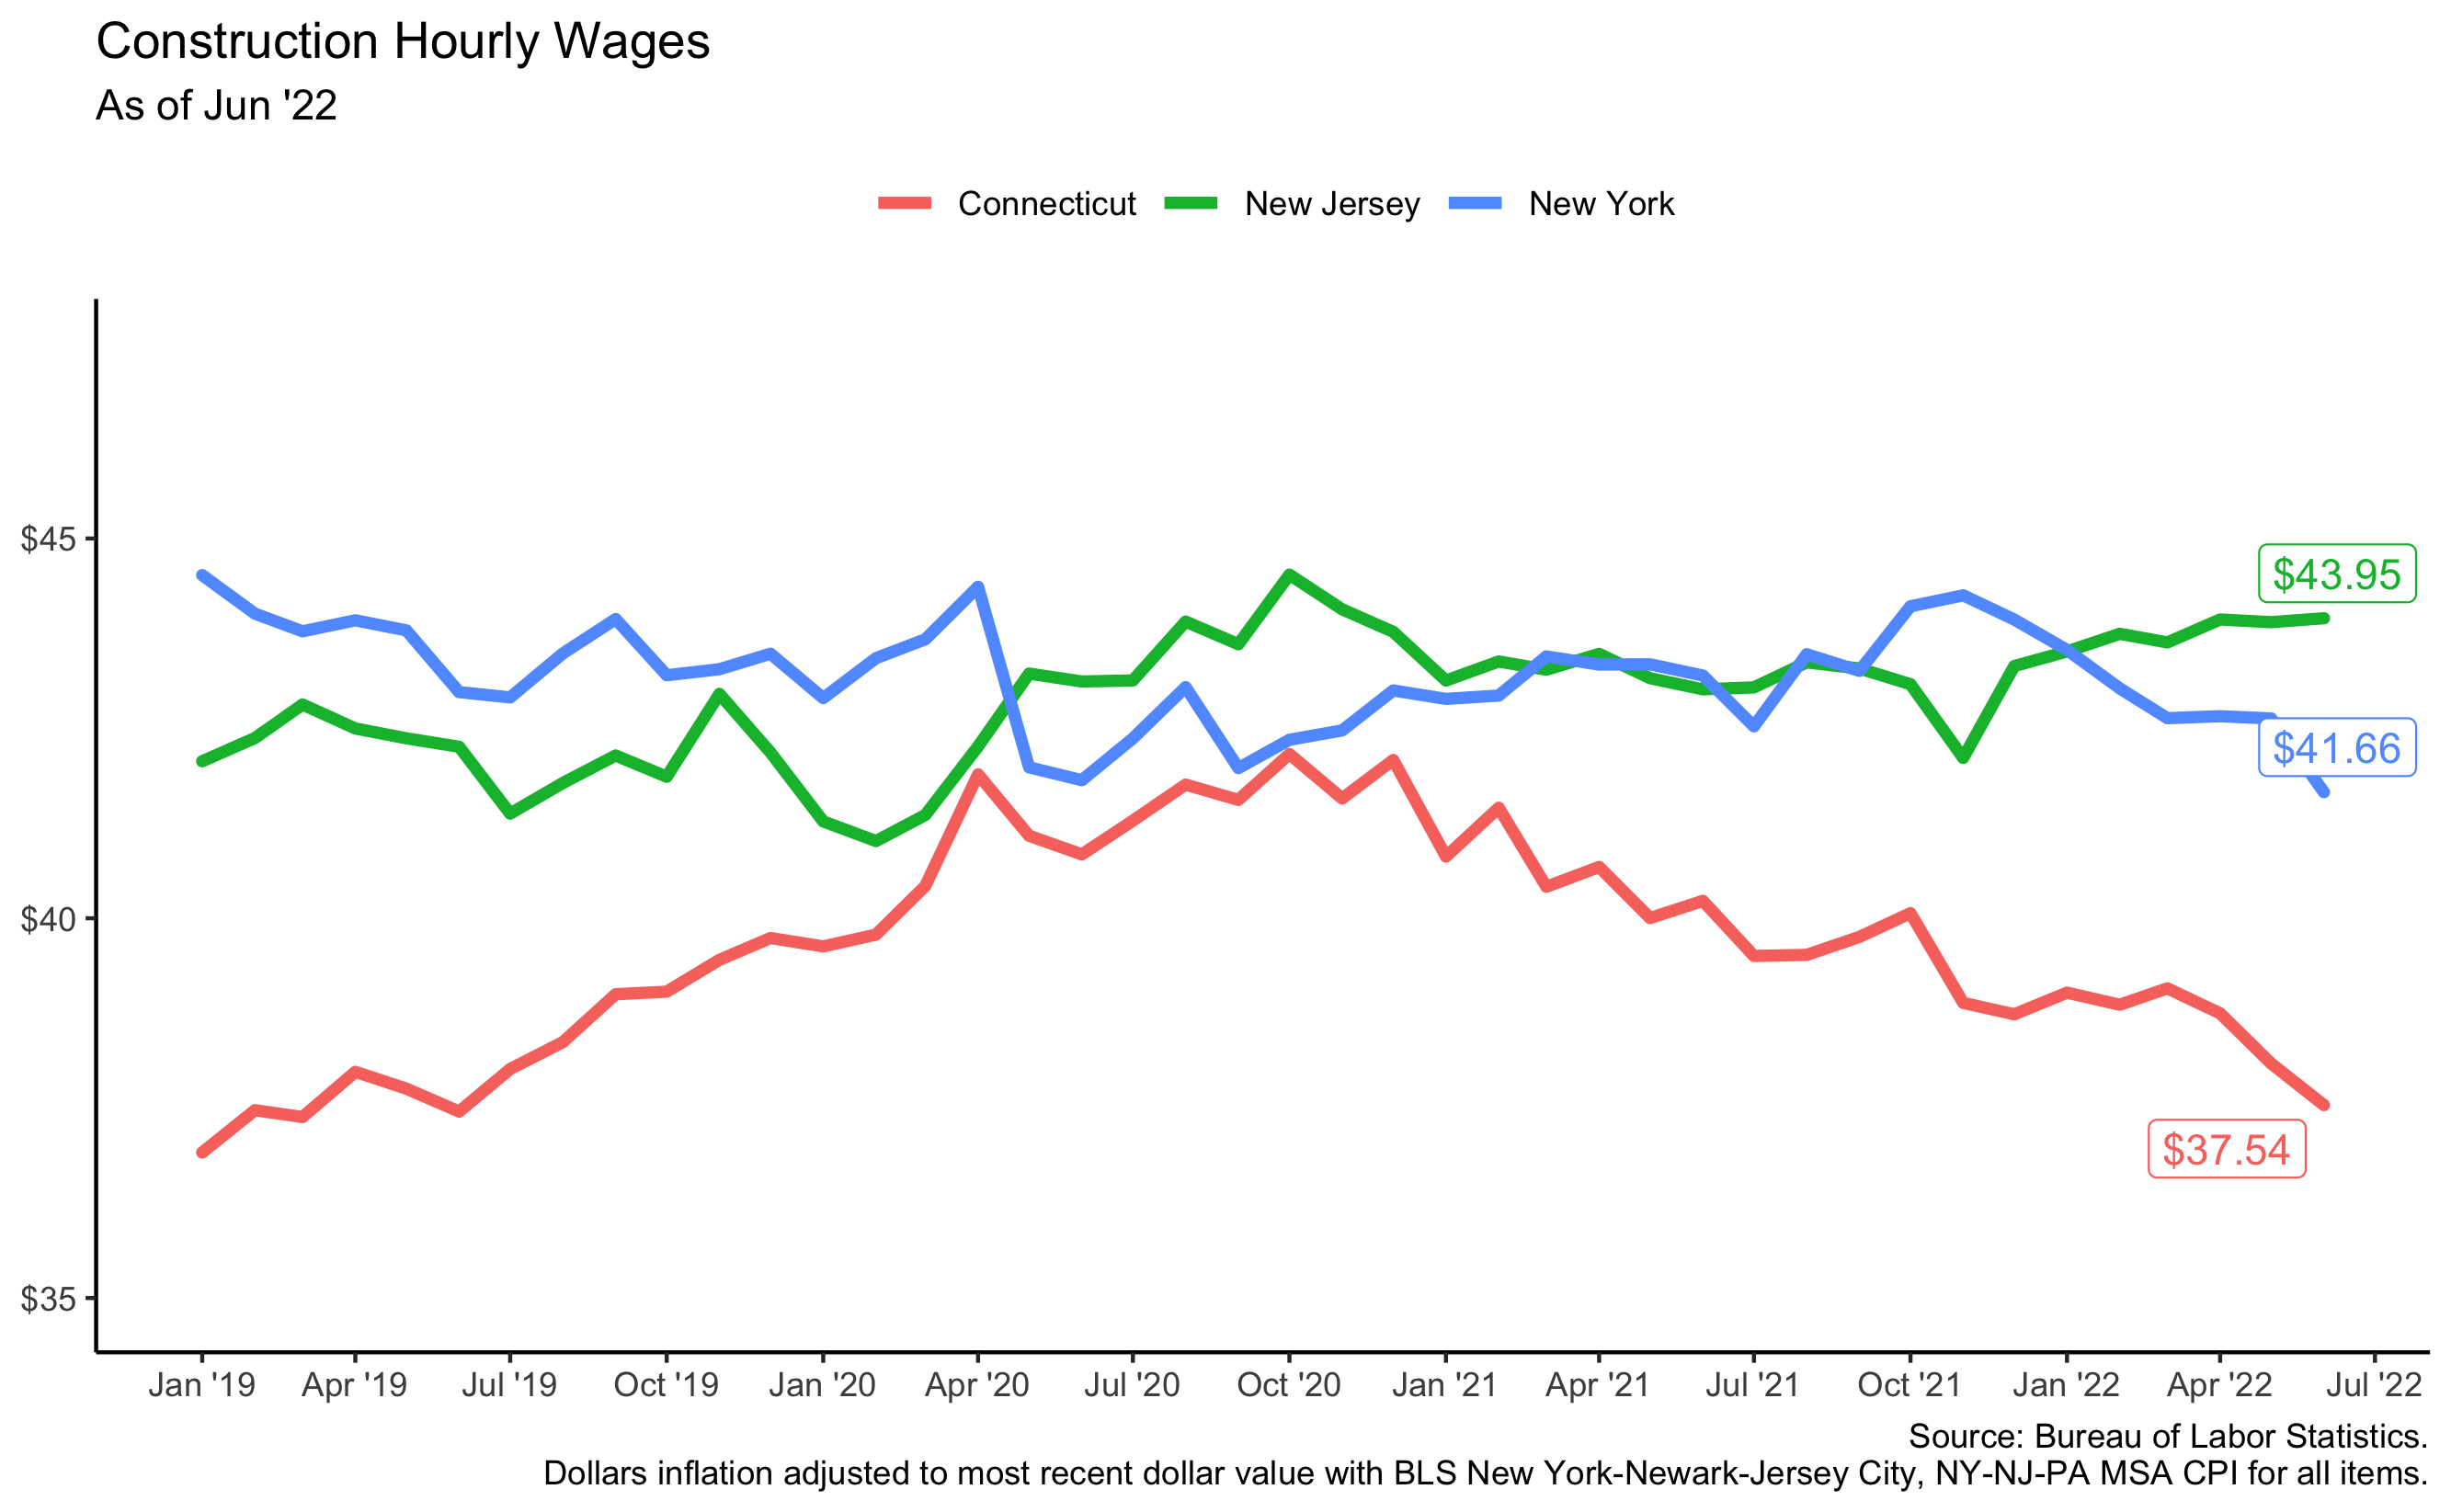 Construction Hourly Wages
As of Jun '22
Connecticut New Jersey New York
$45
$40
$35
$43.95
$41.66
$37.54
Jan '19 Apr '19 Jul '19 Oct '19 Jan '20 Apr '20 Jul '20 Oct '20 Jan '21 Apr '21 Jul '21 Oct '21 Jan '22 Apr '22 Jul '22
Source: Bureau of Labor Statistics.
Dollars inflation adjusted to most recent dollar value with BLS New York-Newark-Jersey City, NY-NJ-PA MSA CPI for all items.